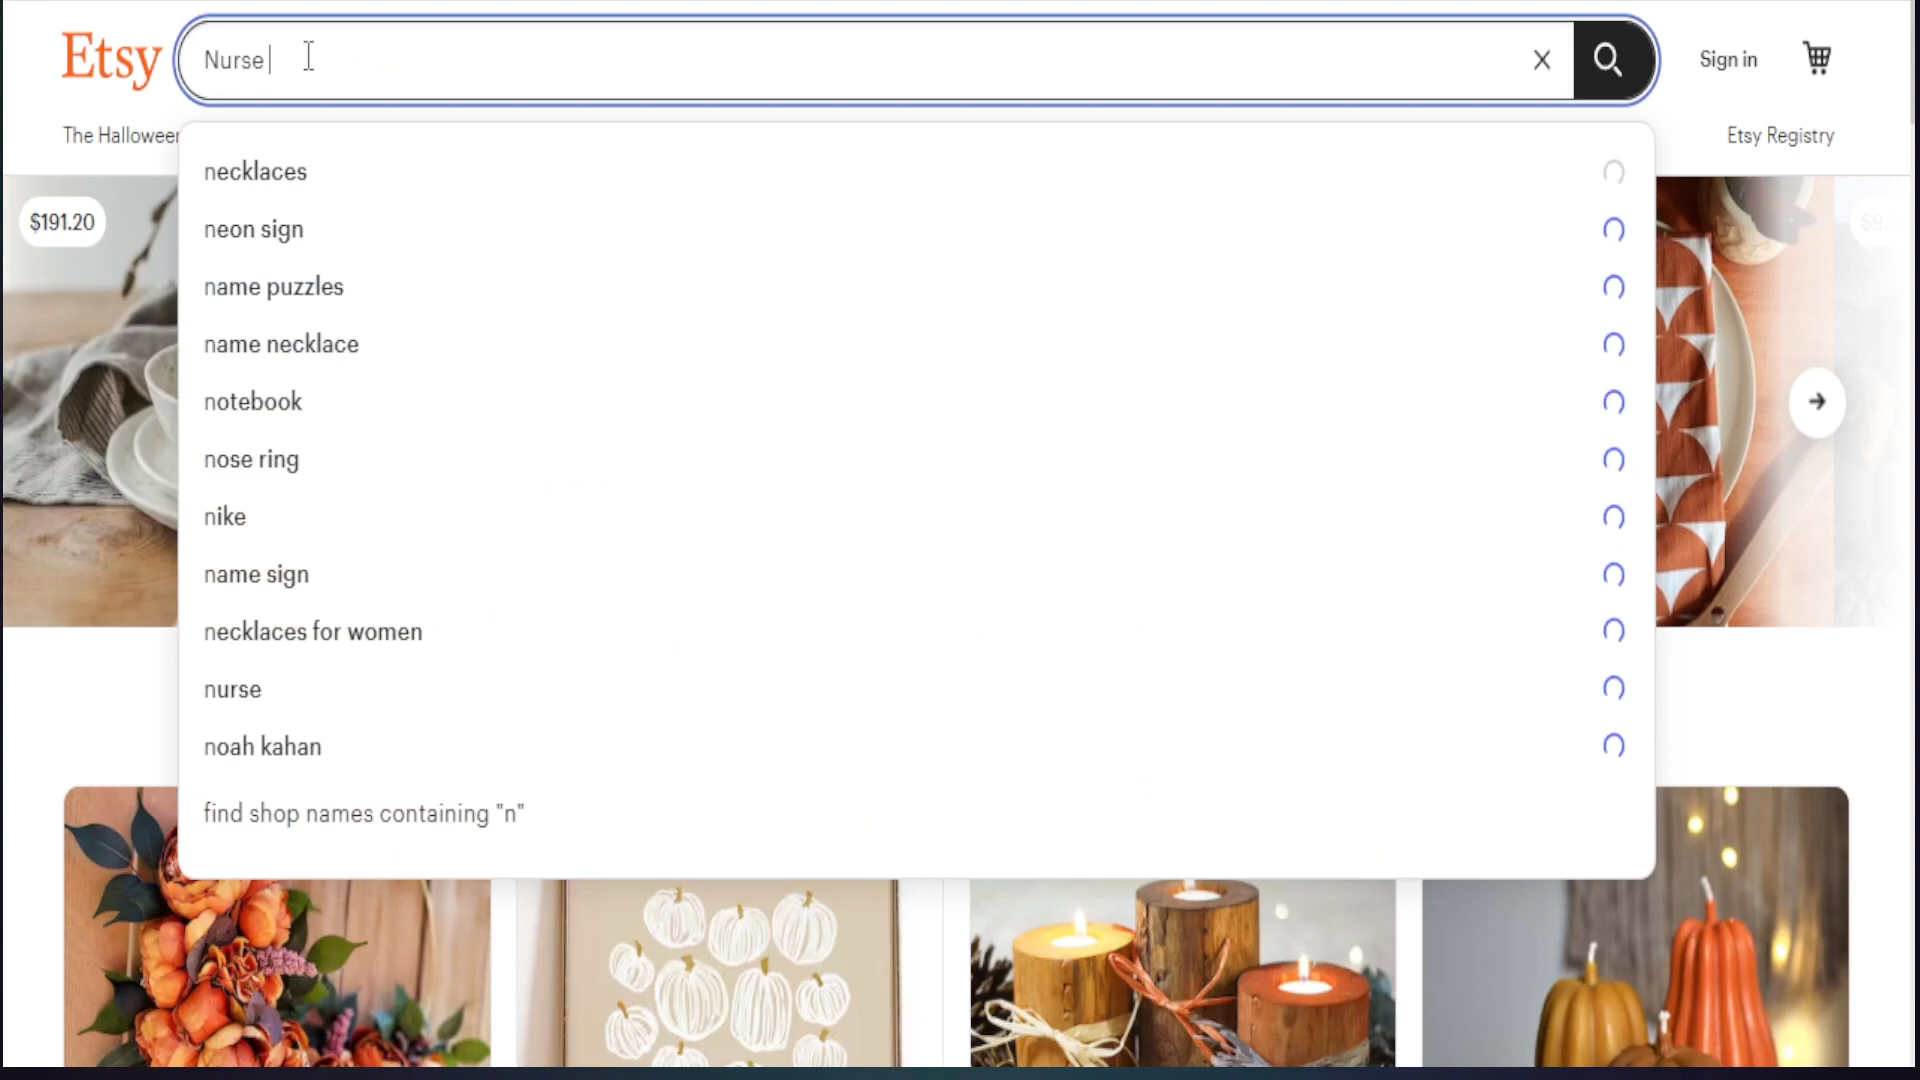 Etsy
Nurse
Sign in
The Halloween
Etsy Registry
$191.20
necklaces
neon sign
name puzzles
name necklace
notebook
nose ring
nike
name sign
necklaces for women
nurse
noah kahan
find shop names containing "n"